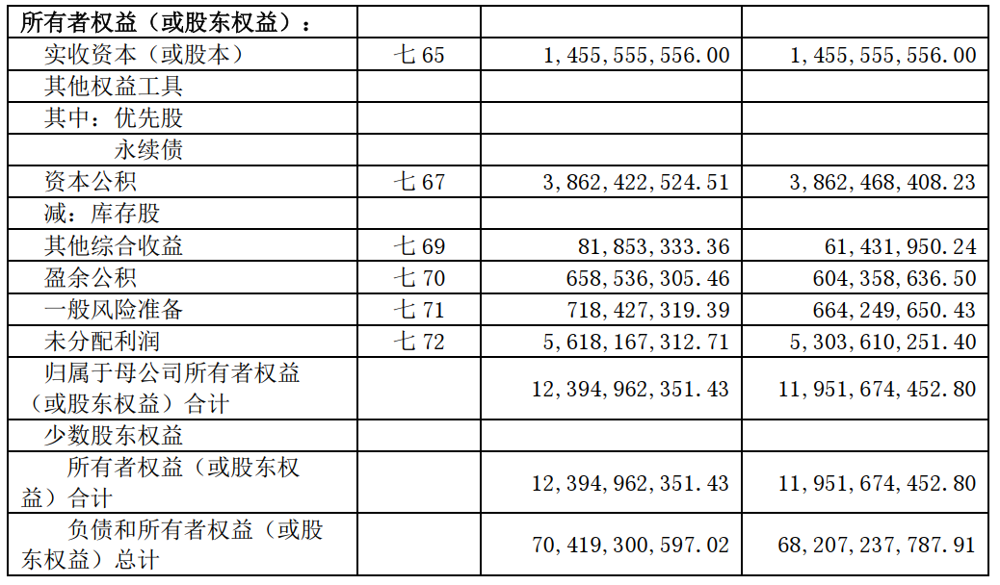 所有者权益（或股东权益）：
实收资本（或股本） 七 65 1,455,555,556.00 1,455,555,556.00
其他权益工具
其中：优先股
永续债
资本公积 七 67 3,862,422,524.51 3,862,468,408.23
减：库存股
其他综合收益 七 69 81,853,333.36 61,431,950.24
盈余公积 七 70 658,536,305.46 604,358,636.50
一般风险准备 七 71 718,427,319.39 664,249,650.43
未分配利润 七 72 5,618,167,312.71 5,303,610,251.40
归属于母公司所有者权益
（或股东权益）合计 12,394,962,351.43 11,951,674,452.80
少数股东权益
所有者权益（或股东权
益）合计 12,394,962,351.43 11,951,674,452.80
负债和所有者权益（或股
东权益）总计 70,419,300,597.02 68,207,237,787.91